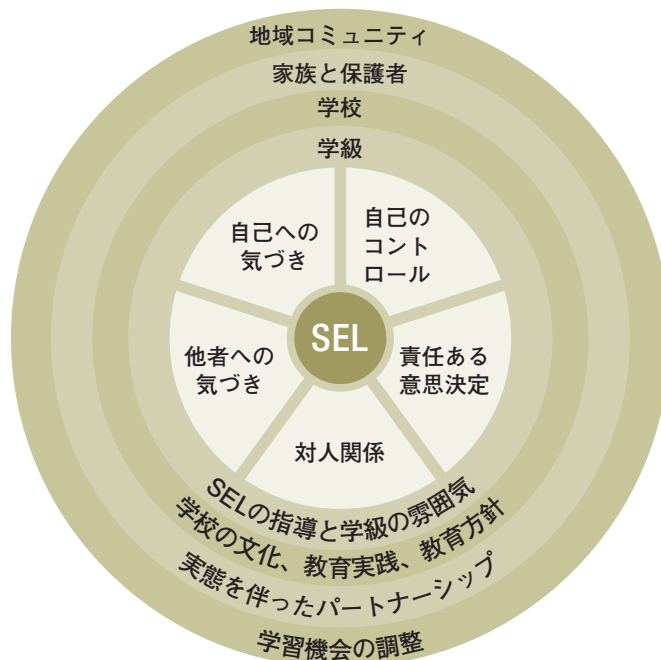 地域コミュニティ
家族と保護者
学校
学級
自己への
気づき
自己の
コント
ロール
SEL
他者への
気づき
責任ある
意思決定
対人関係
SELの指導と学級の雰囲気
学校の文化、教育実践、教育方針
実態を伴ったパートナーシップ
学習機会の調整